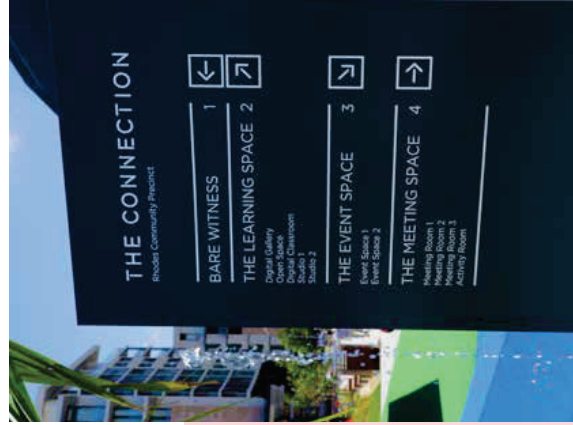 THE CONNECTION
Rhodes Community Precinct
BARE WITNESS 1
THE LEARNING SPACE 2
Digital Gallery
Open Space
Digital Classroom
Studio 1
Studio 2
THE EVENT SPACE 3
Event Space 1
Event Space 2
THE MEETING SPACE 4
Meeting Room 1
Meeting Room 2
Meeting Room 3
Activity Room